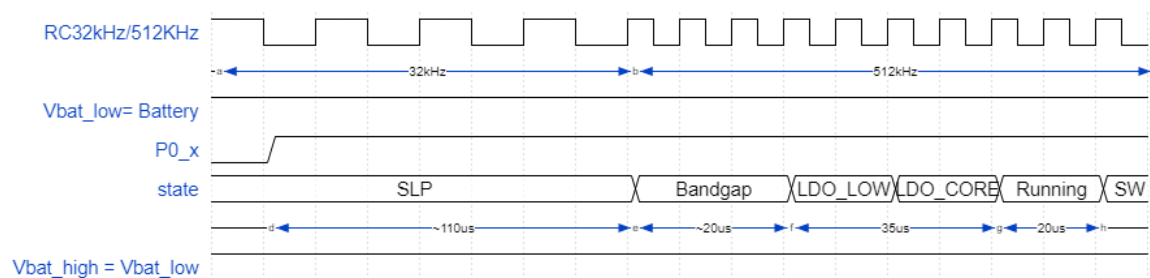 RC32kHz/512KHz
a 32kHz b 512kHz
Vbat_low= Battery
P0_x
state SLP Bandgap LDO_LOW LDO_CORE Running SW
d ~110us e ~20us f 35us g 20us h
Vbat_high = Vbat_low